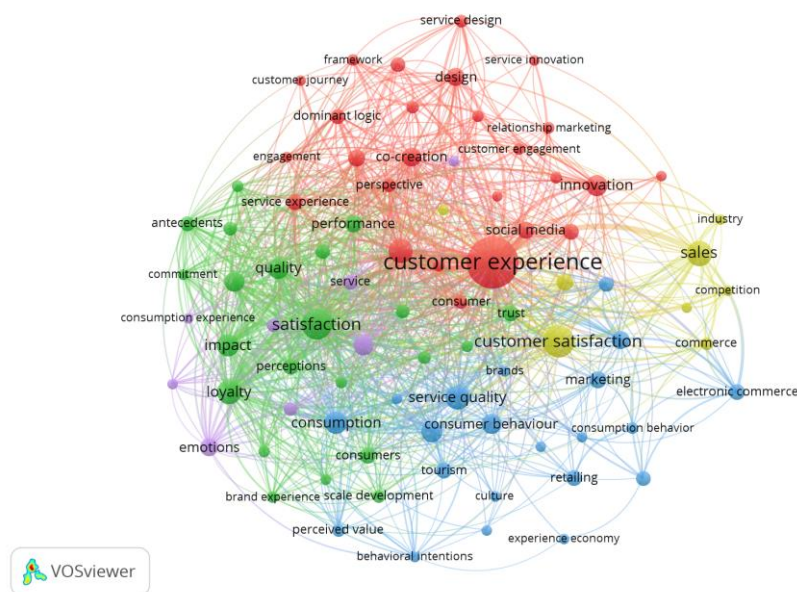 service design
framework
service innovation
customer journey
design
dominant logic
relationship marketing
customer engagement
engagement
co-creation
perspective
innovation
service experience
antecedents
performance
social media
industry
sales
customer experience
quality
commitment
service
competition
consumer
trust
consumption experience
satisfaction
impact
customer satisfaction
commerce
perceptions
brands
marketing
loyalty
electronic commerce
service quality
consumption
consumer behaviour
consumption behavior
emotions
consumers
tourism
retailing
brand experience
scale development
culture
perceived value
experience economy
behavioral intentions
VOSviewer